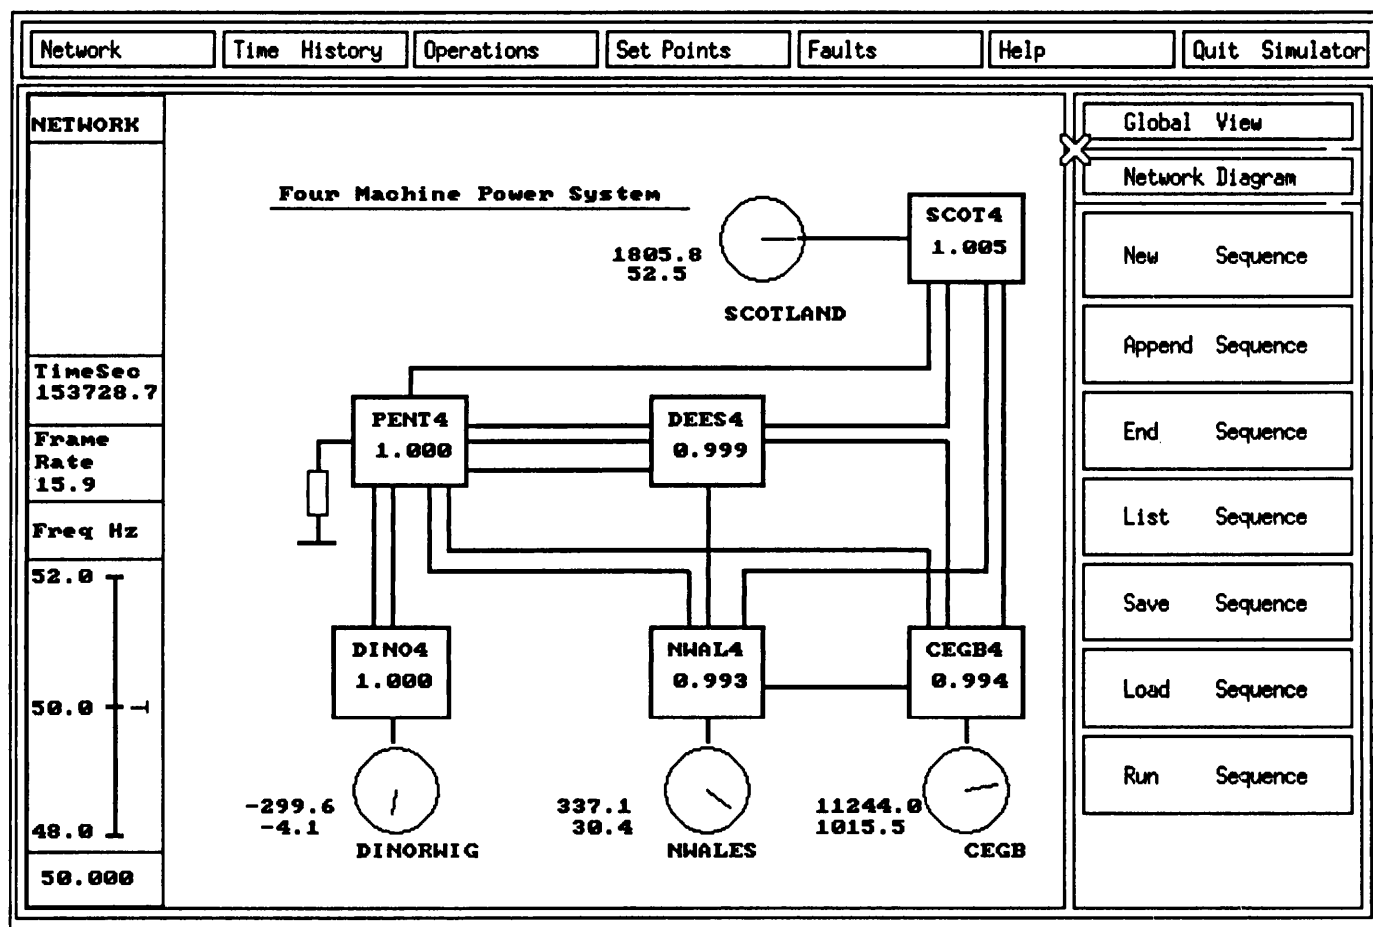 Network
Time History
Operations
Set Points
Faults
Help
Quit Simulator
NETWORK
TimeSec
153728.7
Frame
Rate
15.9
Freq Hz
52.0
50.0
48.0
50.000
Four Machine Power System
1805.8
52.5
SCOTLAND
SCOT4
1.005
PENT4
1.000
DEES4
0.999
DINO4
1.000
NWAL4
0.993
CEGB4
0.994
-299.6
-4.1
DINORWIG
337.1
30.4
NWALES
11244.0
1015.5
CEGB
Global View
Network Diagram
New Sequence
Append Sequence
End Sequence
List Sequence
Save Sequence
Load Sequence
Run Sequence